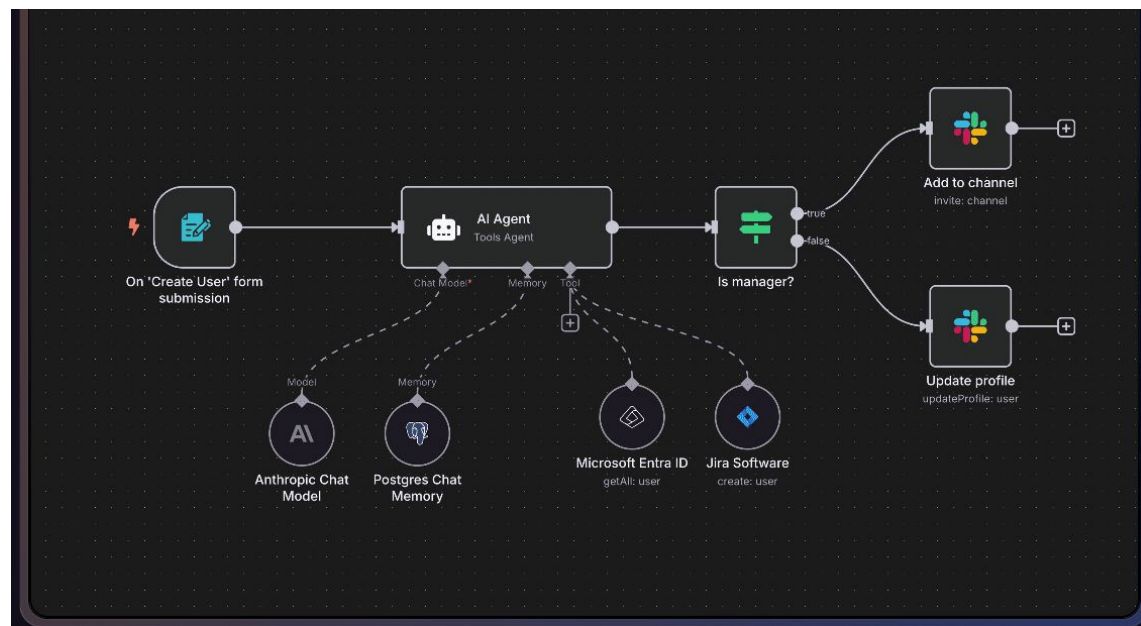 On 'Create User' form
submission
AI Agent
Tools Agent
Chat Model*
Memory
Tool
Model
Anthropic Chat
Model
Memory
Postgres Chat
Memory
Microsoft Entra ID
getAll: user
Jira Software
create: user
Is manager?
true
false
Add to channel
invite: channel
Update profile
updateProfile: user